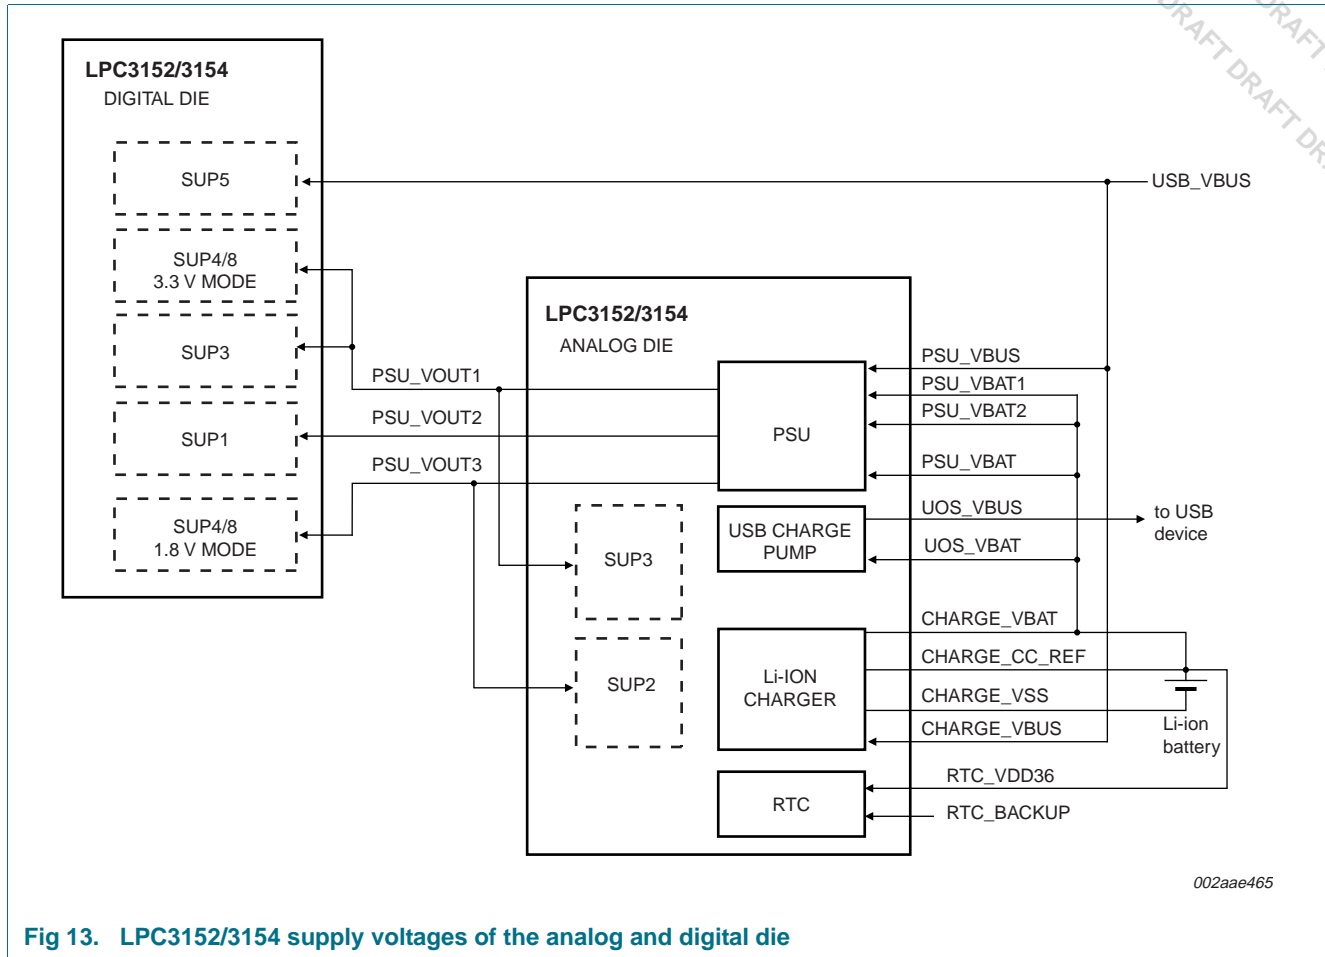 DRAFT
DRAFT
DRAFT DRAFT
LPC3152/3154
DIGITAL DIE
SUP5
USB_VBUS
SUP4/8
3.3 V MODE
LPC3152/3154
ANALOG DIE
SUP3
PSU_VOUT1
PSU_VBUS
PSU_VBAT1
PSU_VBAT2
SUP1
PSU_VOUT2
PSU
PSU_VOUT3
PSU_VBAT
SUP4/8
1.8 V MODE
USB CHARGE
PUMP
UOS_VBUS
to USB
device
UOS_VBAT
SUP3
CHARGE_VBAT
CHARGE_CC_REF
SUP2
Li-ION
CHARGER
CHARGE_VSS
CHARGE_VBUS
Li-ion
battery
RTC
RTC_VDD36
RTC_BACKUP
002aae465
Fig 13. LPC3152/3154 supply voltages of the analog and digital die